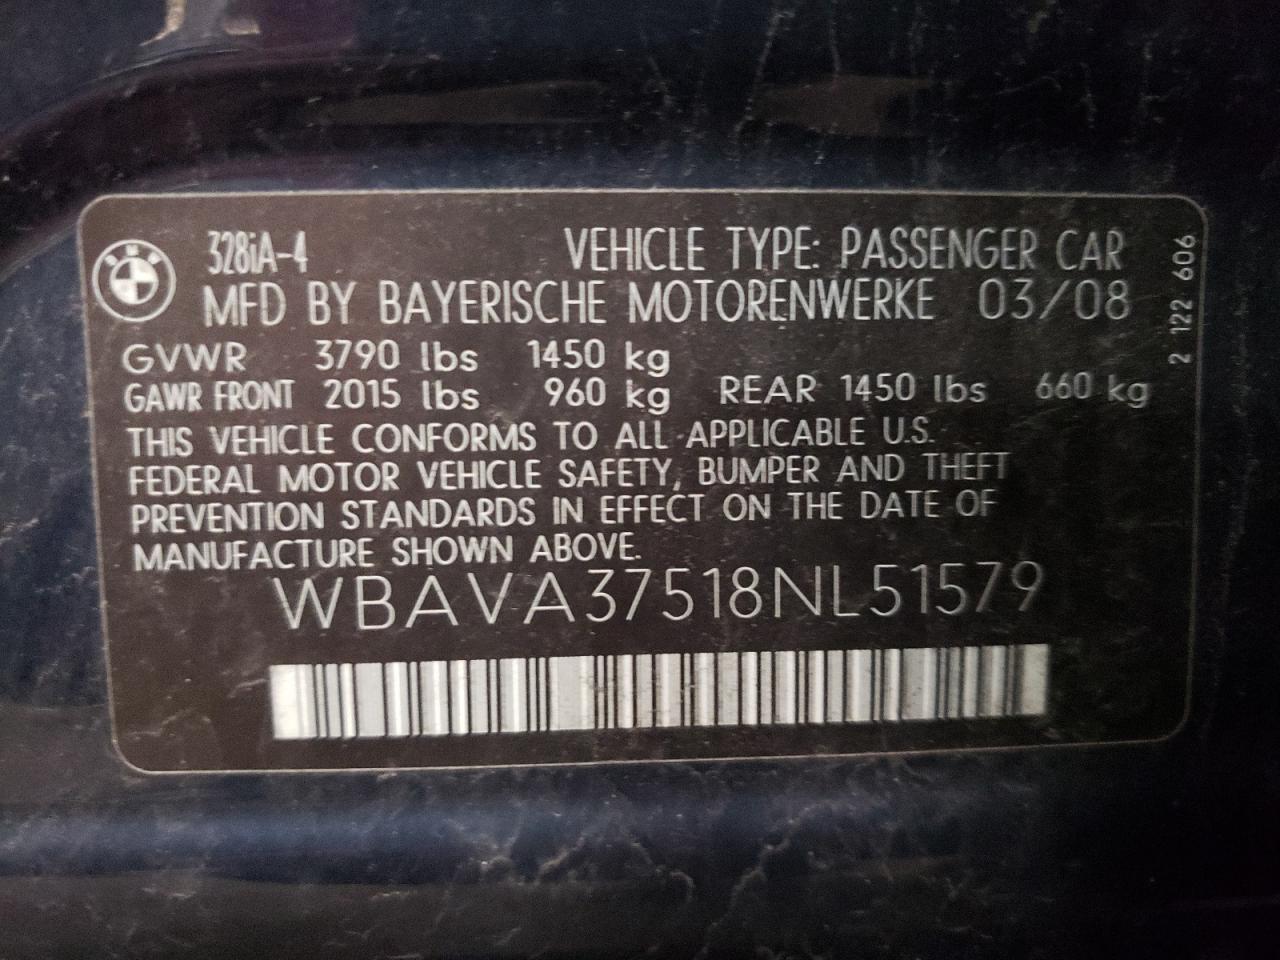 BMW
328iA-4 VEHICLE TYPE: PASSENGER CAR
MFD BY BAYERISCHE MOTORENWERKE 03/08
GVWR 3790 lbs 1450 kg
GAWR FRONT 2015 lbs 960 kg REAR 1450 lbs 660 kg
THIS VEHICLE CONFORMS TO ALL APPLICABLE U.S.
FEDERAL MOTOR VEHICLE SAFETY, BUMPER AND THEFT
PREVENTION STANDARDS IN EFFECT ON THE DATE OF
MANUFACTURE SHOWN ABOVE.
WBAVA37518NL51579
2 122 606